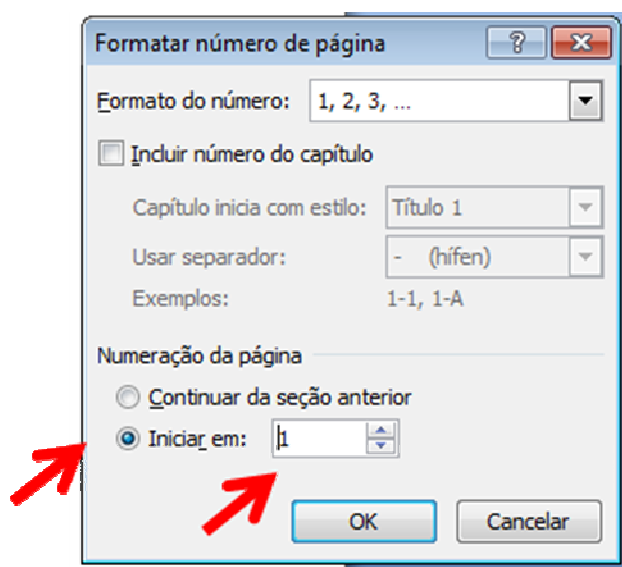 Formatar número de página
Formato do número: 1, 2, 3, ...
Incluir número do capítulo
Capítulo inicia com estilo: Título 1
Usar separador: - (hífen)
Exemplos: 1-1, 1-A
Numeração da página
Continuar da seção anterior
Iniciar em: 1
OK Cancelar